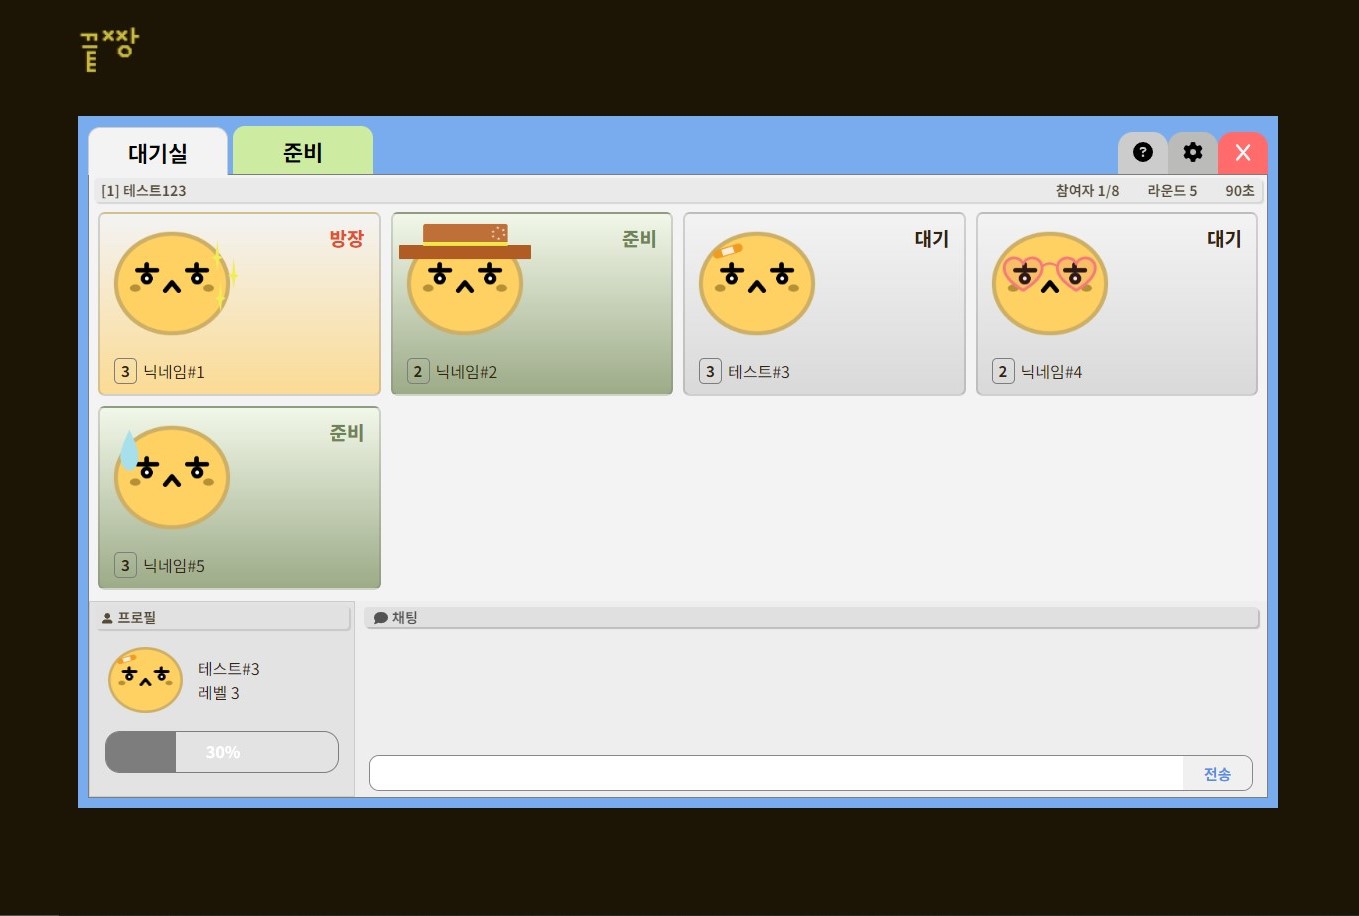 끝짱
대기실
준비
?
X
[1] 테스트123
참여자 1/8
라운드 5
90초
방장
3 닉네임#1
준비
2 닉네임#2
대기
3 테스트#3
대기
2 닉네임#4
준비
3 닉네임#5
프로필
테스트#3
레벨 3
30%
채팅
전송